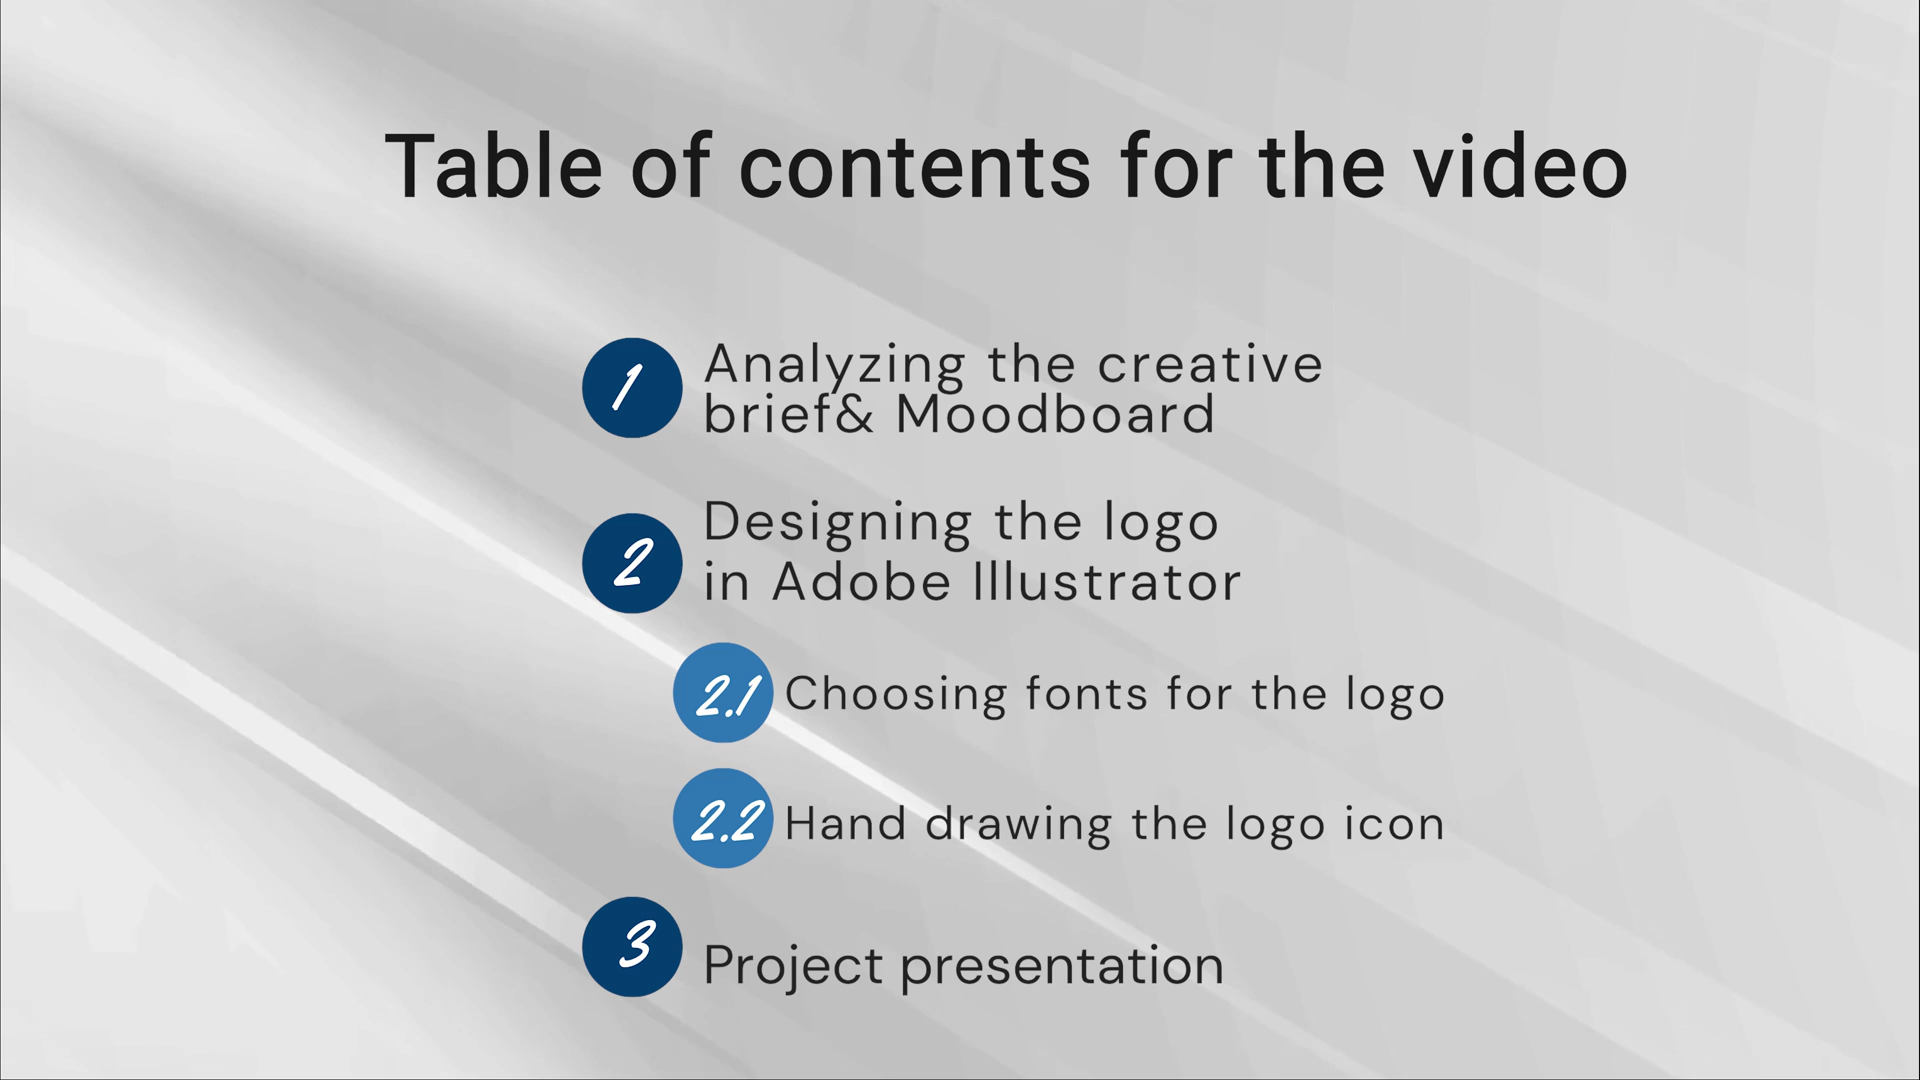 Table of contents for the video
1 Analyzing the creative
brief& Moodboard
2 Designing the logo
in Adobe Illustrator
2.1 Choosing fonts for the logo
2.2 Hand drawing the logo icon
3 Project presentation